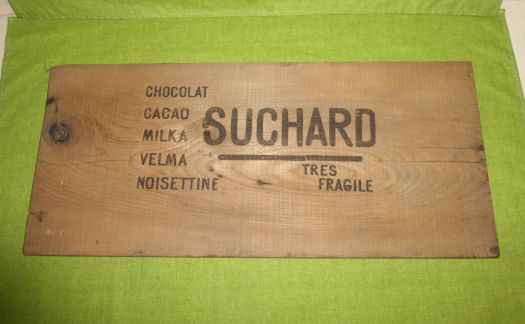 CHOCOLAT
CACAO
MILKA
VELMA
NOISETTINE
SUCHARD
TRES
FRAGILE